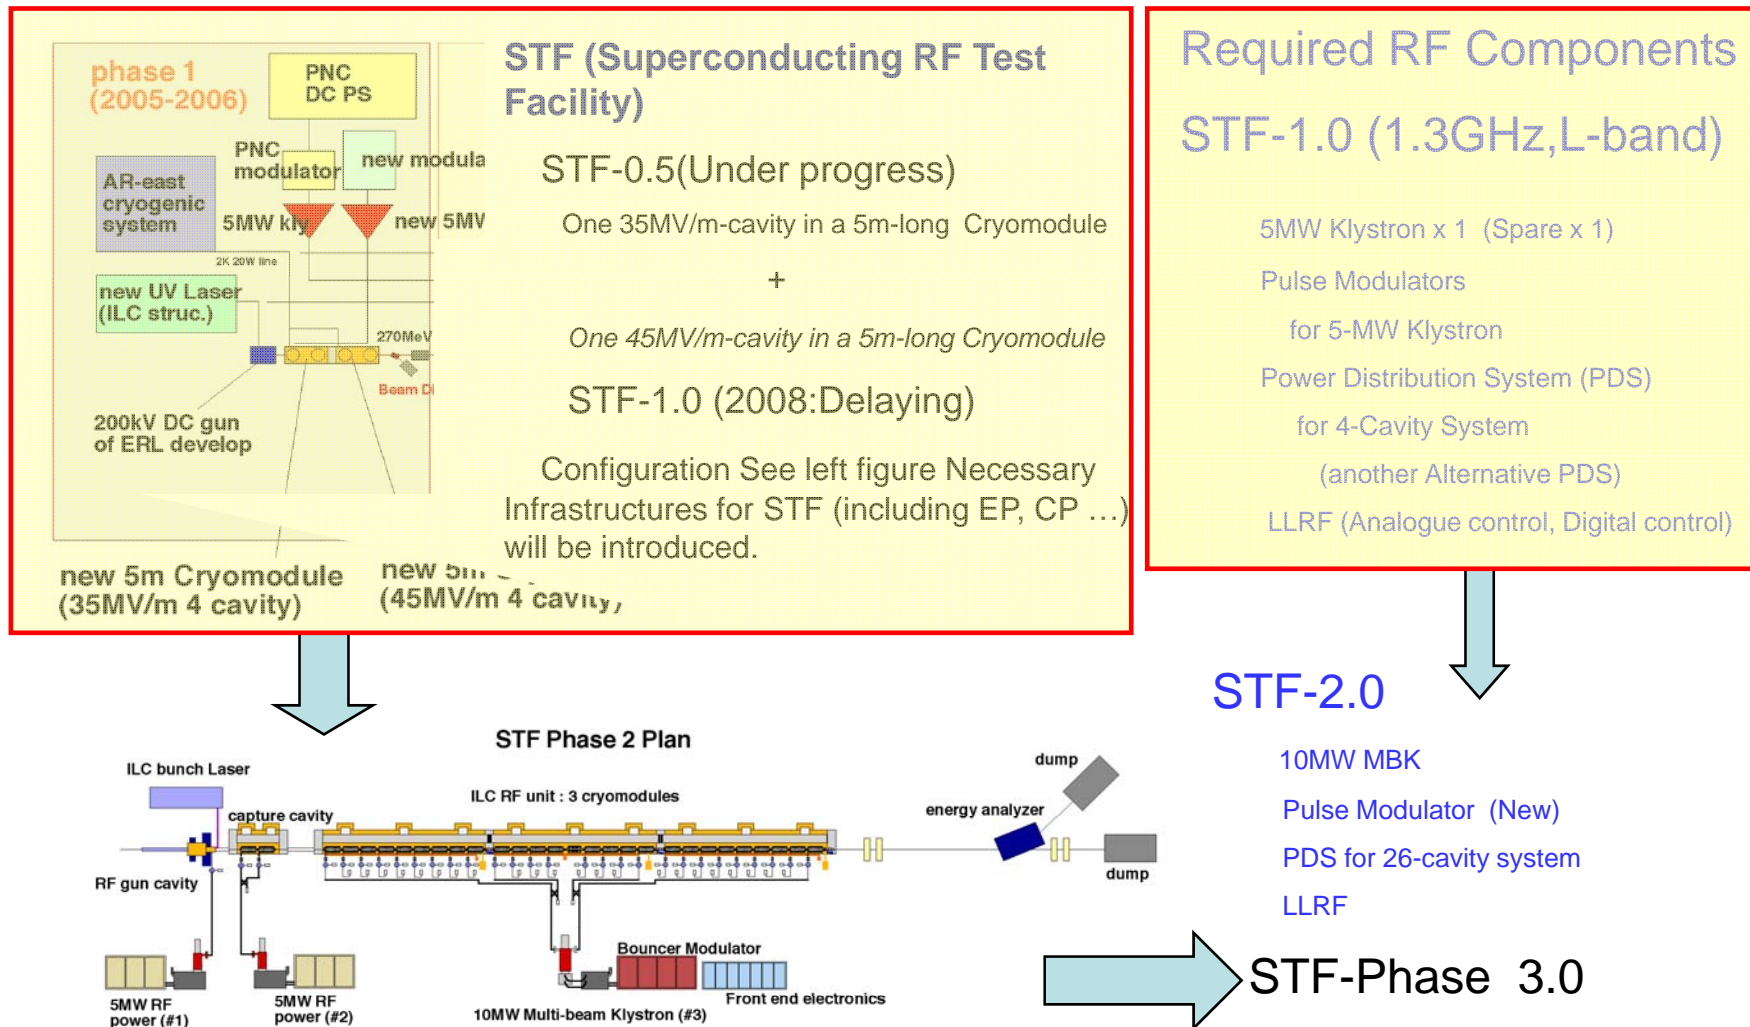 phase 1
(2005-2006)
PNC
DC PS
PNC
modulator
new modula
AR-east
cryogenic
system
5MW kly
new 5MW
2K 20W line
new UV Laser
(ILC struc.)
270MeV
Beam D
200kV DC gun
of ERL develop
new 5m Cryomodule
(35MV/m 4 cavity)
new 5m
(45MV/m 4 cavity)
STF (Superconducting RF Test
Facility)
STF-0.5(Under progress)
One 35MV/m-cavity in a 5m-long Cryomodule
+
One 45MV/m-cavity in a 5m-long Cryomodule
STF-1.0 (2008:Delaying)
Configuration See left figure Necessary
Infrastructures for STF (including EP, CP …)
will be introduced.
Required RF Components
STF-1.0 (1.3GHz,L-band)
5MW Klystron x 1 (Spare x 1)
Pulse Modulators
for 5-MW Klystron
Power Distribution System (PDS)
for 4-Cavity System
(another Alternative PDS)
LLRF (Analogue control, Digital control)
STF Phase 2 Plan
ILC bunch Laser
capture cavity
ILC RF unit : 3 cryomodules
energy analyzer
dump
dump
RF gun cavity
5MW RF
power (#1)
5MW RF
power (#2)
Bouncer Modulator
Front end electronics
10MW Multi-beam Klystron (#3)
STF-2.0
10MW MBK
Pulse Modulator (New)
PDS for 26-cavity system
LLRF
STF-Phase 3.0